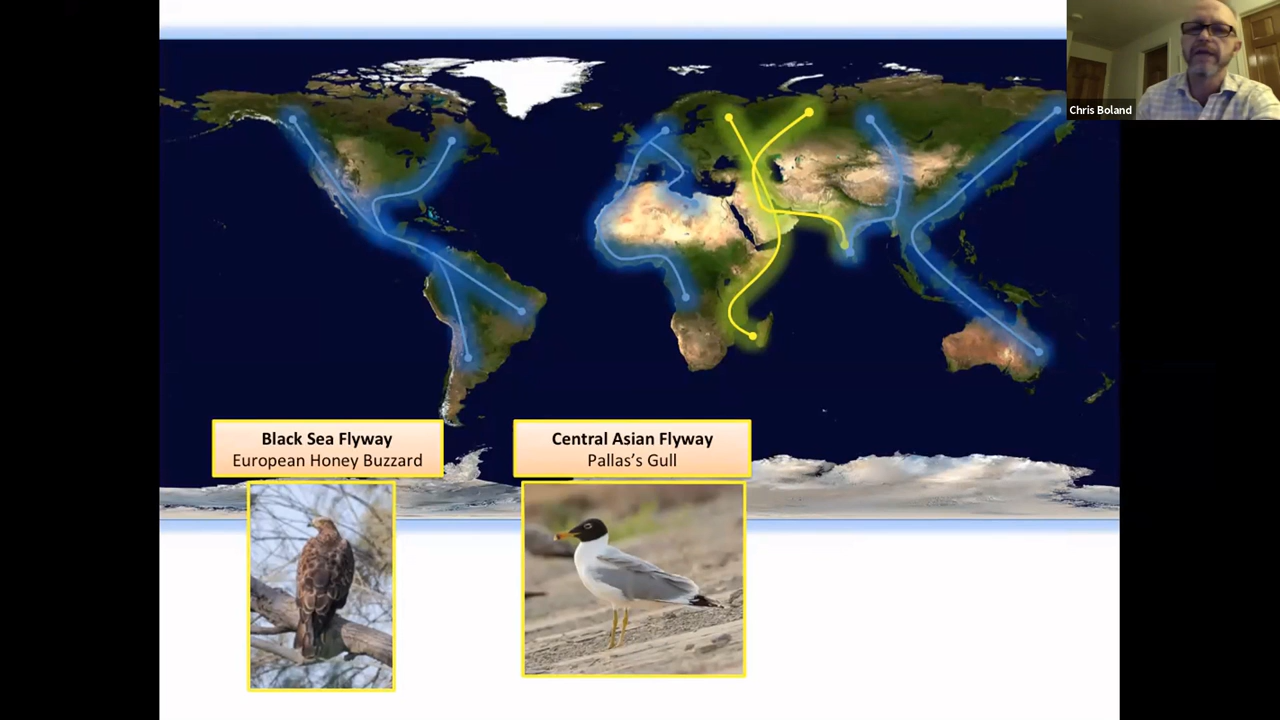 Chris Boland
Black Sea Flyway
European Honey Buzzard
Central Asian Flyway
Pallas's Gull